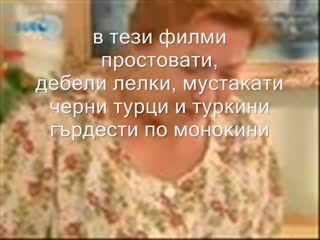 в тези филми
простовати,
дебели лелки, мустакати
черни турци и туркини
гърдести по монокини